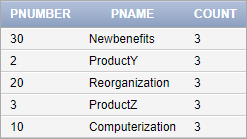 PNUMBER PNAME COUNT
30 Newbenefits 3
2 ProductY 3
20 Reorganization 3
3 ProductZ 3
10 Computerization 3